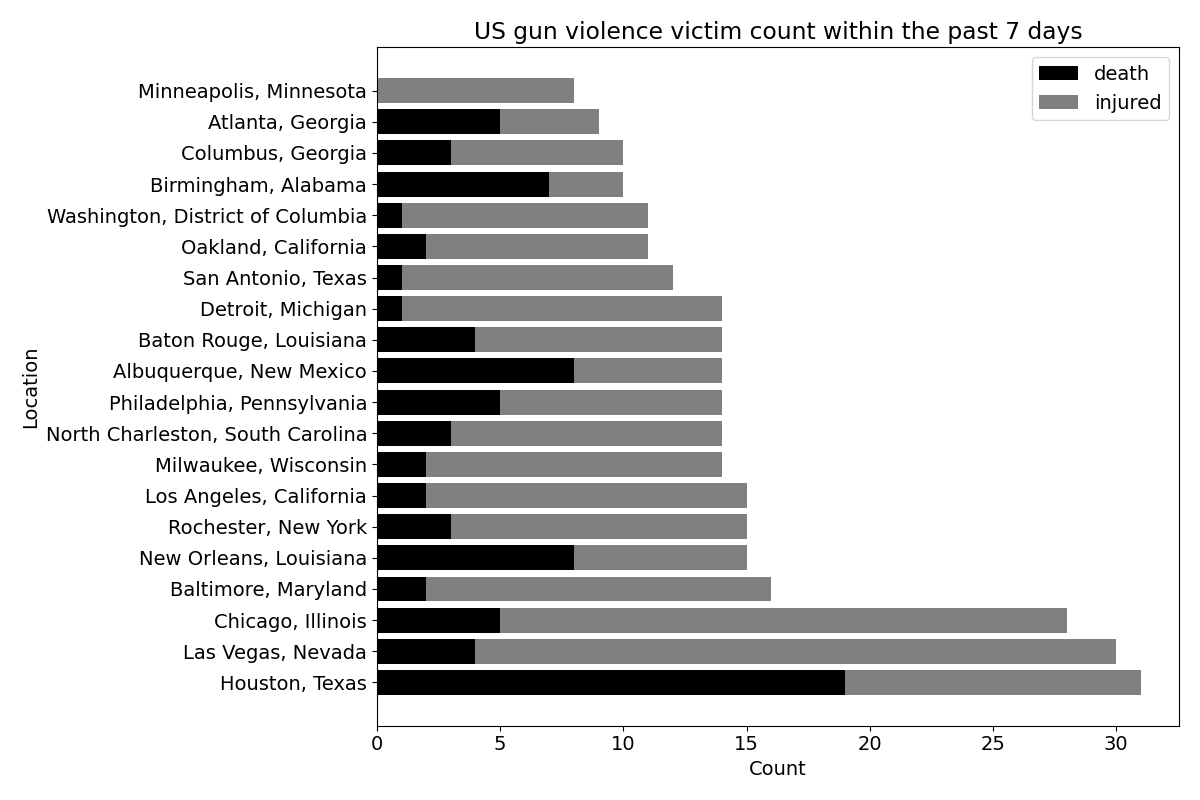 US gun violence victim count within the past 7 days
death
injured
Minneapolis, Minnesota
Atlanta, Georgia
Columbus, Georgia
Birmingham, Alabama
Washington, District of Columbia
Oakland, California
San Antonio, Texas
Detroit, Michigan
Baton Rouge, Louisiana
Albuquerque, New Mexico
Philadelphia, Pennsylvania
North Charleston, South Carolina
Milwaukee, Wisconsin
Los Angeles, California
Rochester, New York
New Orleans, Louisiana
Baltimore, Maryland
Chicago, Illinois
Las Vegas, Nevada
Houston, Texas
Location
0 5 10 15 20 25 30
Count